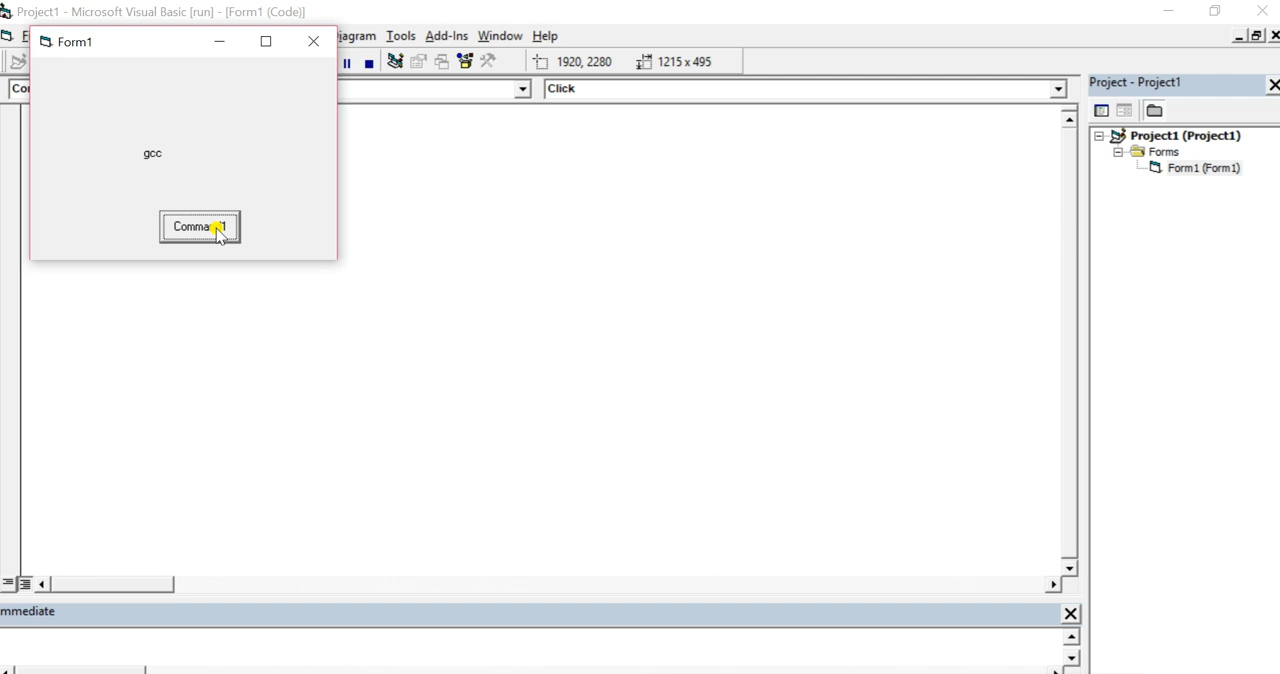 Project1 - Microsoft Visual Basic [run] - [Form1 (Code)]
Tools Add-Ins Window Help
Form1
1920, 2280 1215 x 495
Click
Project - Project1
Project1 (Project1)
Forms
Form1 (Form1)
gcc
mmediate